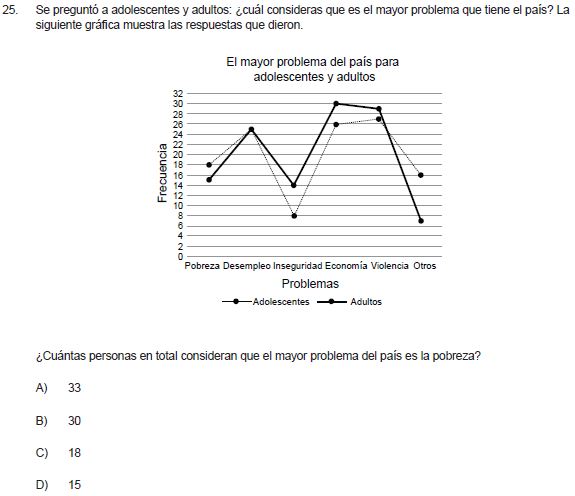 25. Se preguntó a adolescentes y adultos: ¿cuál consideras que es el mayor problema que tiene el país? La
siguiente gráfica muestra las respuestas que dieron.
El mayor problema del país para
adolescentes y adultos
32
30
28
26
24
22
20
18
16
14
12
10
8
6
4
2
0
Frecuencia
Pobreza Desempleo Inseguridad Economía Violencia Otros
Problemas
Adolescentes Adultos
¿Cuántas personas en total consideran que el mayor problema del país es la pobreza?
A) 33
B) 30
C) 18
D) 15